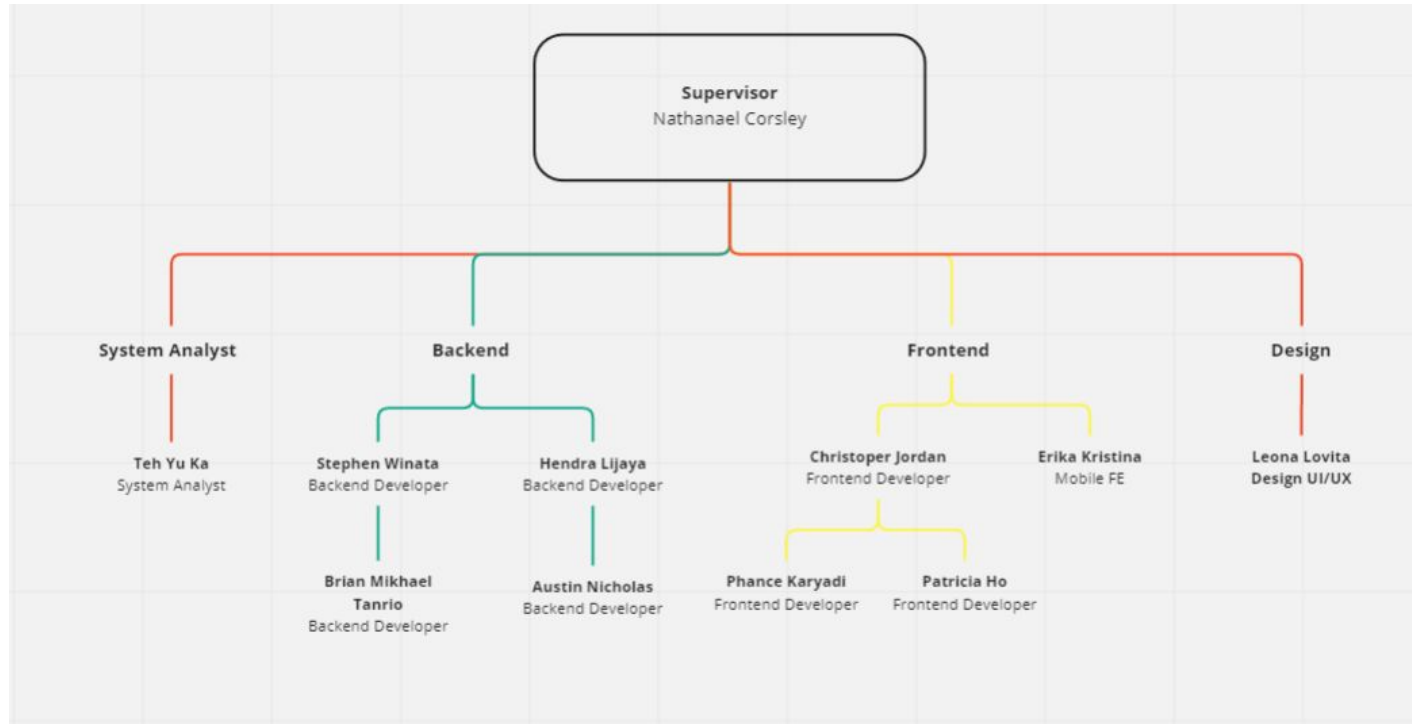 Supervisor
Nathanael Corsley
System Analyst
Backend
Frontend
Design
Teh Yu Ka
System Analyst
Stephen Winata
Backend Developer
Hendra Lijaya
Backend Developer
Christoper Jordan
Frontend Developer
Erika Kristina
Mobile FE
Leona Lovita
Design UI/UX
Brian Mikhael
Tanrio
Backend Developer
Austin Nicholas
Backend Developer
Phance Karyadi
Frontend Developer
Patricia Ho
Frontend Developer